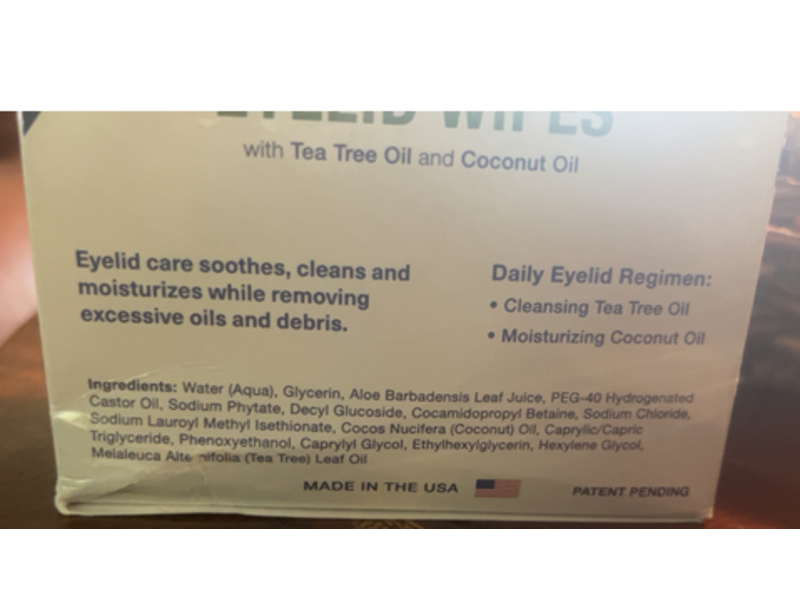 EYELID WIPES
with Tea Tree Oil and Coconut Oil
Eyelid care soothes, cleans and
moisturizes while removing
excessive oils and debris.
Daily Eyelid Regimen:
• Cleansing Tea Tree Oil
• Moisturizing Coconut Oil
Ingredients: Water (Aqua), Glycerin, Aloe Barbadensis Leaf Juice, PEG-40 Hydrogenated
Castor Oil, Sodium Phytate, Decyl Glucoside, Cocamidopropyl Betaine, Sodium Chloride,
Sodium Lauroyl Methyl Isethionate, Cocos Nucifera (Coconut) Oil, Caprylic/Capric
Triglyceride, Phenoxyethanol, Caprylyl Glycol, Ethylhexylglycerin, Hexylene Glycol,
Melaleuca Alternifolia (Tea Tree) Leaf Oil
MADE IN THE USA
PATENT PENDING